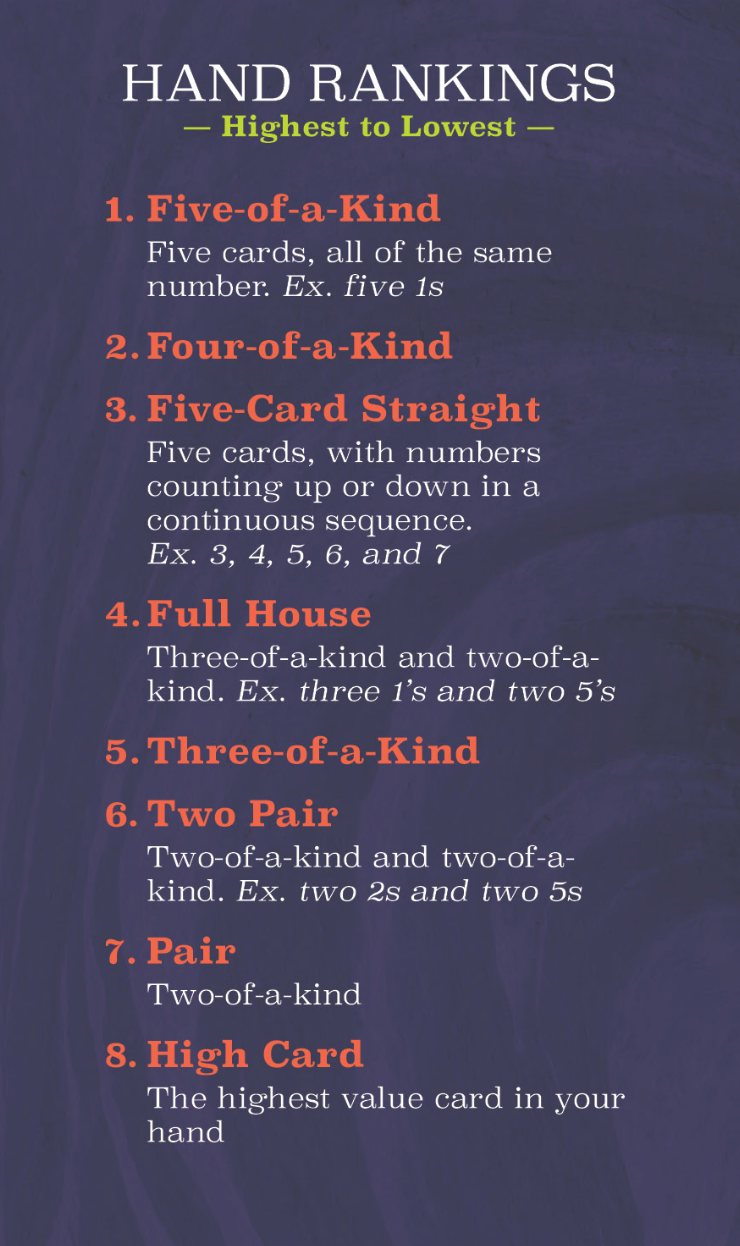 HAND RANKINGS
— Highest to Lowest —
1. Five-of-a-Kind
Five cards, all of the same
number. Ex. five 1s
2. Four-of-a-Kind
3. Five-Card Straight
Five cards, with numbers
counting up or down in a
continuous sequence.
Ex. 3, 4, 5, 6, and 7
4. Full House
Three-of-a-kind and two-of-a-
kind. Ex. three 1’s and two 5’s
5. Three-of-a-Kind
6. Two Pair
Two-of-a-kind and two-of-a-
kind. Ex. two 2s and two 5s
7. Pair
Two-of-a-kind
8. High Card
The highest value card in your
hand